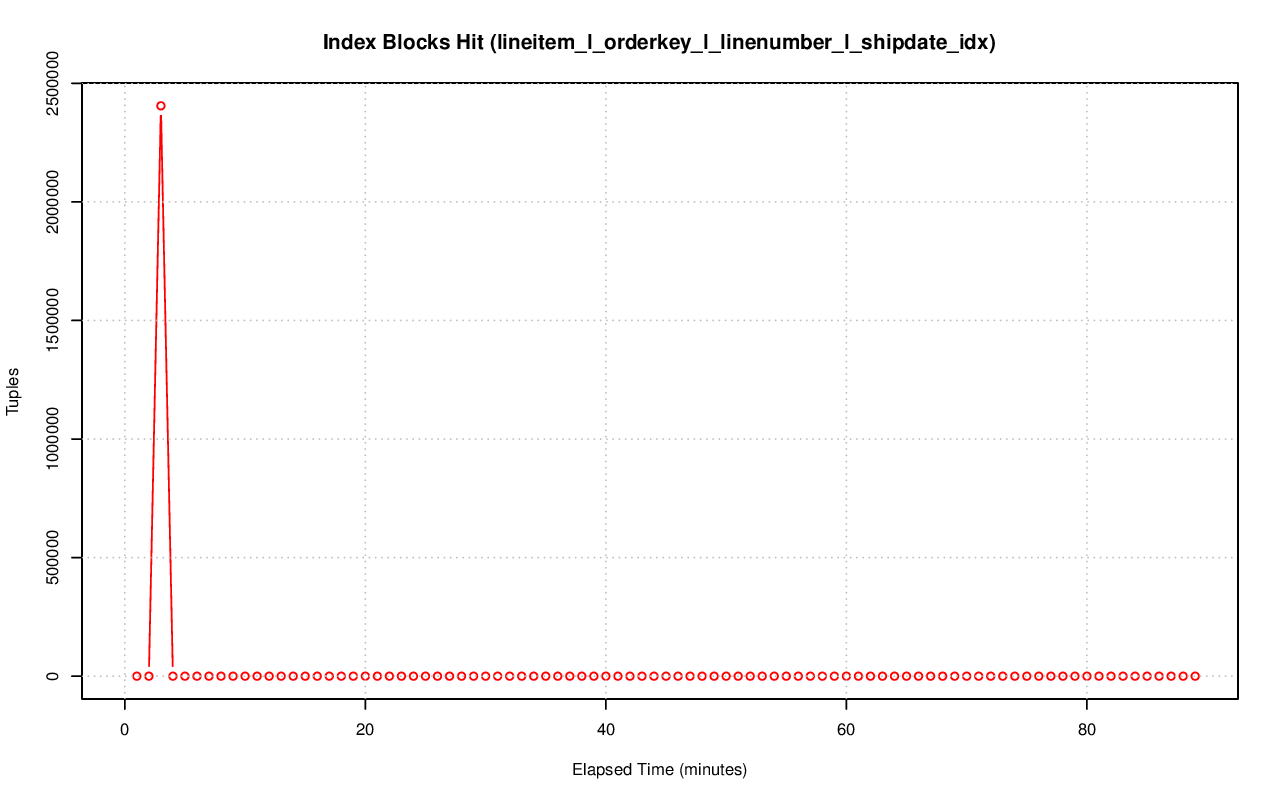 Index Blocks Hit (lineitem_l_orderkey_l_linenumber_l_shipdate_idx)
2500000
2000000
1500000
1000000
500000
0
Tuples
0 20 40 60 80
Elapsed Time (minutes)